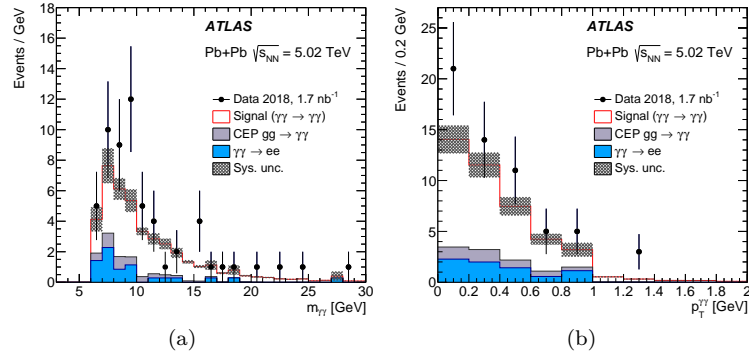 Events / GeV
18
16
14
12
10
8
6
4
2
0
ATLAS
Pb+Pb √sNN = 5.02 TeV
Data 2018, 1.7 nb⁻¹
Signal (γγ → γγ)
CEP gg → γγ
γγ → ee
Sys. unc.
5 10 15 20 25 30
mγγ [GeV]
(a)
Events / 0.2 GeV
25
20
15
10
5
0
ATLAS
Pb+Pb √sNN = 5.02 TeV
Data 2018, 1.7 nb⁻¹
Signal (γγ → γγ)
CEP gg → γγ
γγ → ee
Sys. unc.
0 0.2 0.4 0.6 0.8 1 1.2 1.4 1.6 1.8 2
pTγγ [GeV]
(b)